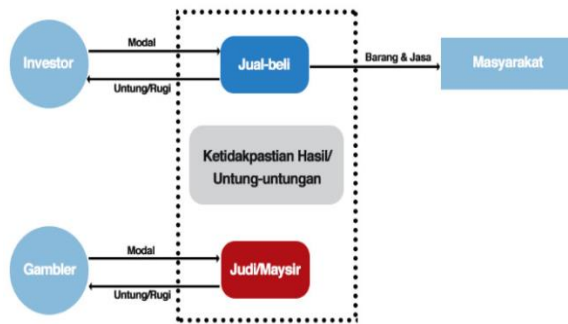 Investor
Modal
Untung/Rugi
Jual-beli
Barang & Jasa
Masyarakat
Ketidakpastian Hasil/
Untung-untungan
Gambler
Modal
Untung/Rugi
Judi/Maysir